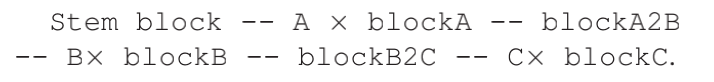 Stem block -- A × blockA -- blockA2B
-- B× blockB -- blockB2C -- C× blockC.